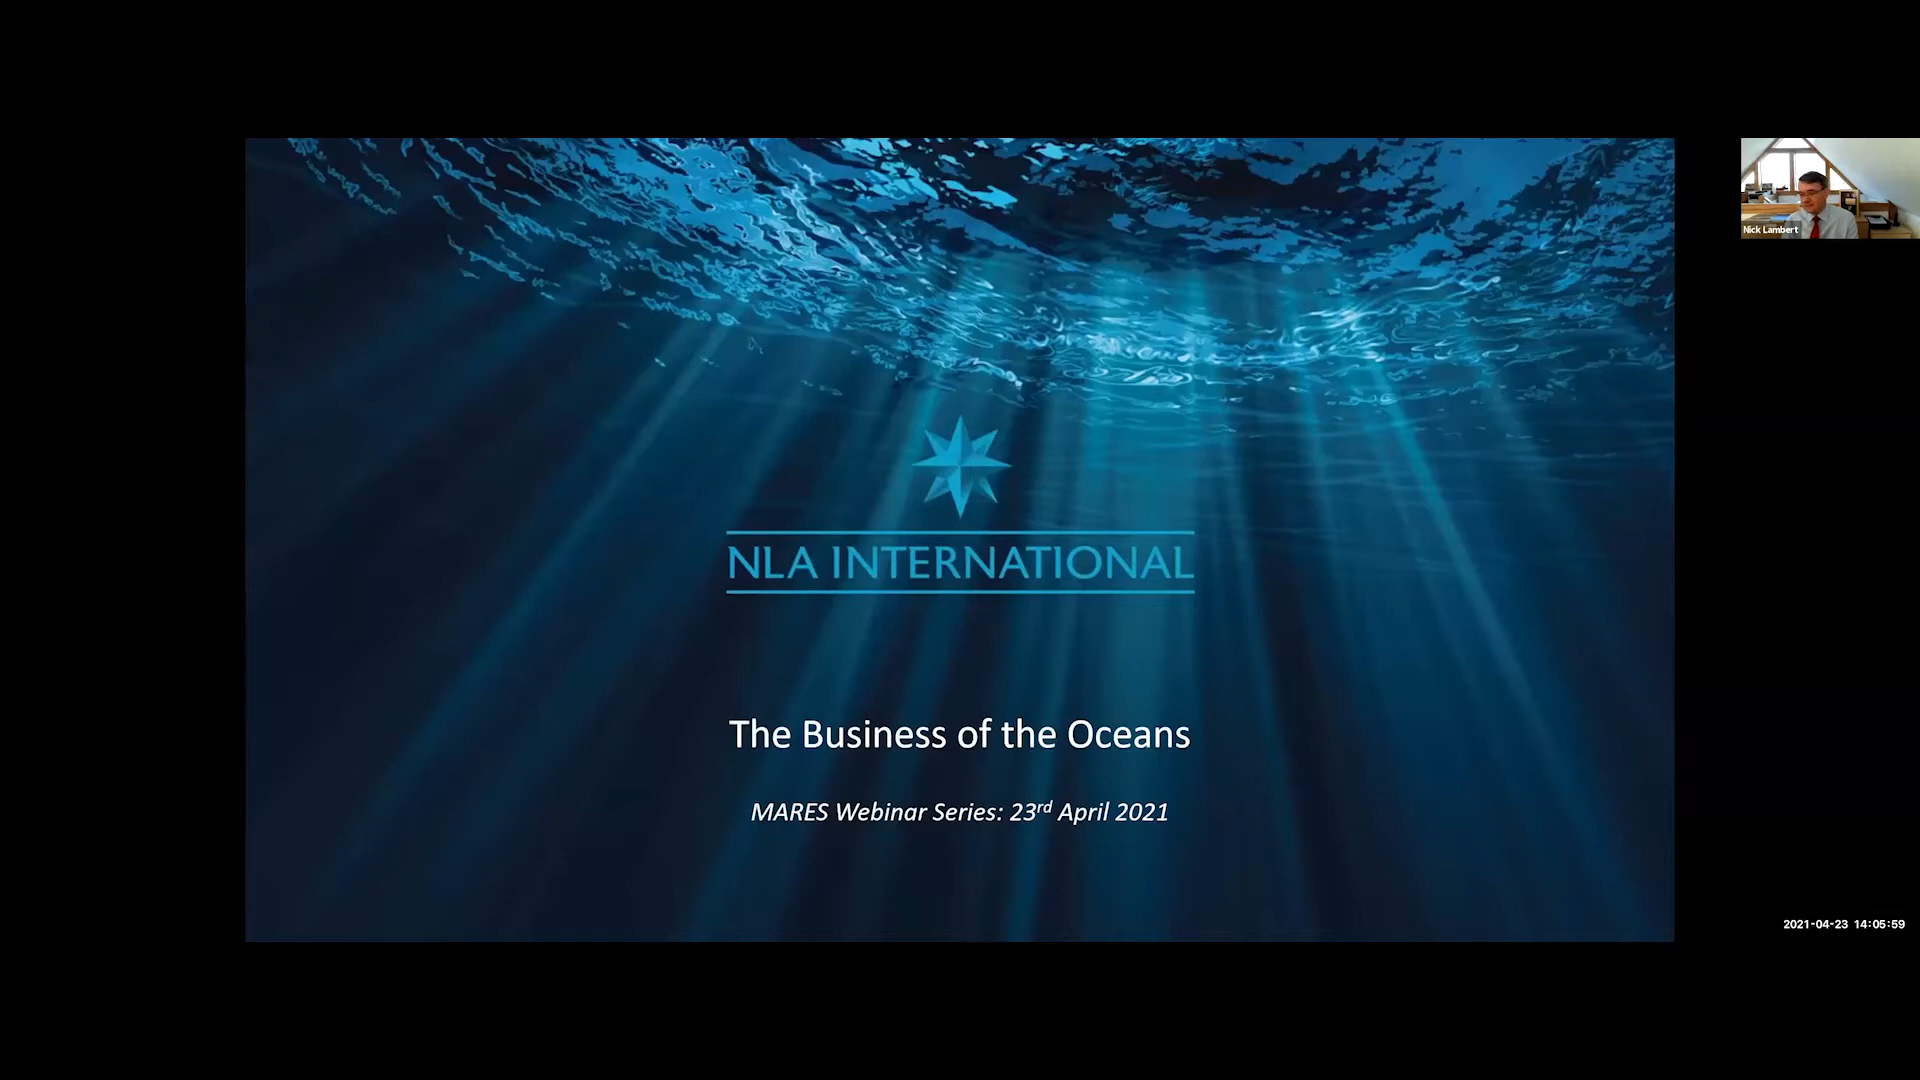 Nick Lambert
NLA INTERNATIONAL
The Business of the Oceans
MARES Webinar Series: 23rd April 2021
2021-04-23 14:05:59